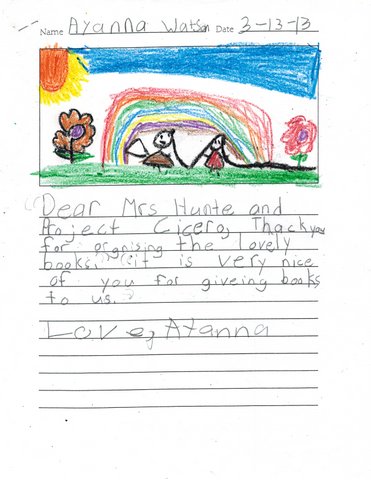 Name Ayanna Watson Date 3-13-13
Dear Mrs Hunte and
Project Cicero, Thack you
for organising the lovely
books. it is very nice
of you for giveing books
to us.
Love, Ayanna